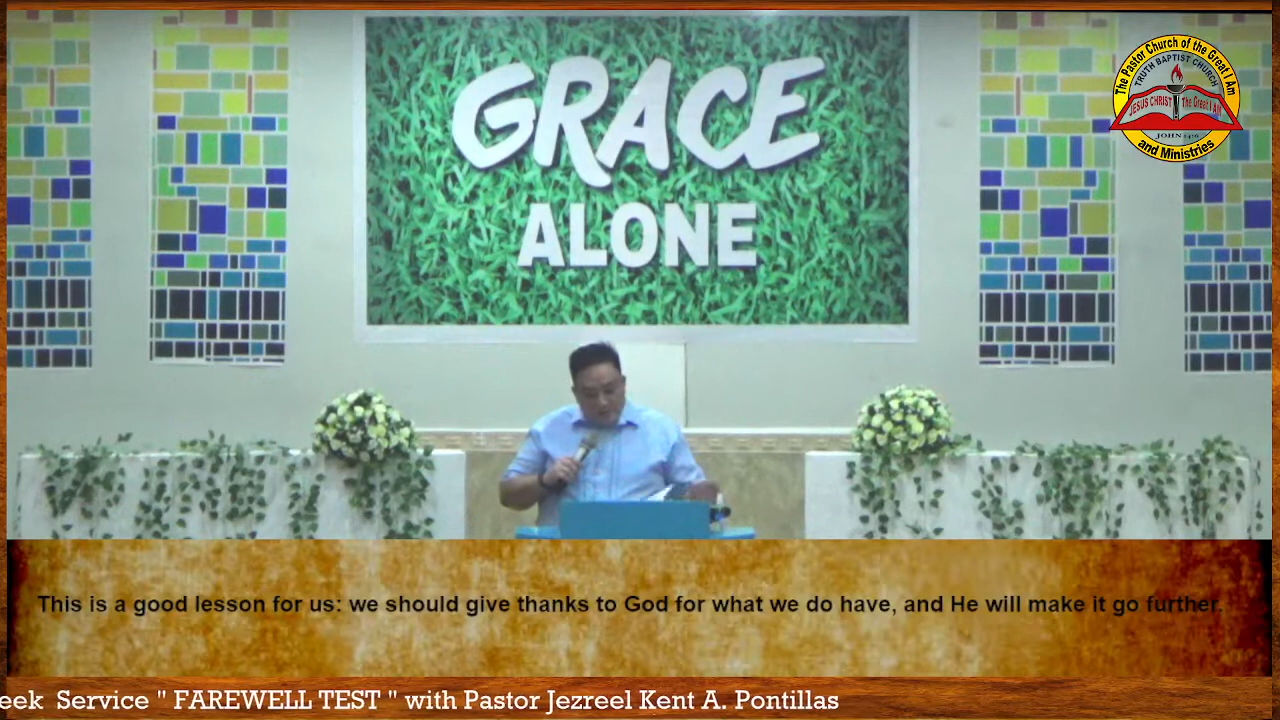 GRACE
ALONE
The Pastor Church of the Great I Am
TRUTH BAPTIST CHURCH
JESUS CHRIST The Great I AM
JOHN
and Ministries
This is a good lesson for us: we should give thanks to God for what we do have, and He will make it go further.
eek Service " FAREWELL TEST " with Pastor Jezreel Kent A. Pontillas